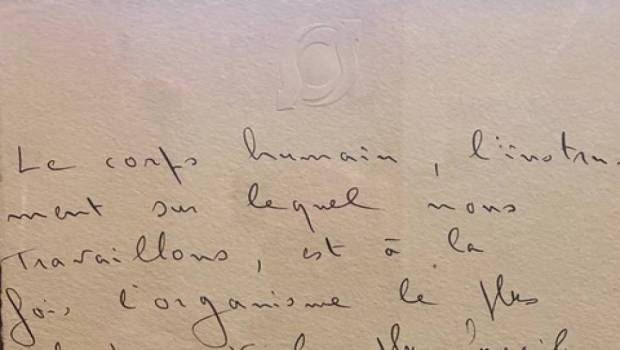 Le corps humain, l'instru-
ment sur lequel nous
travaillons, est à la
fois l'organisme le plus